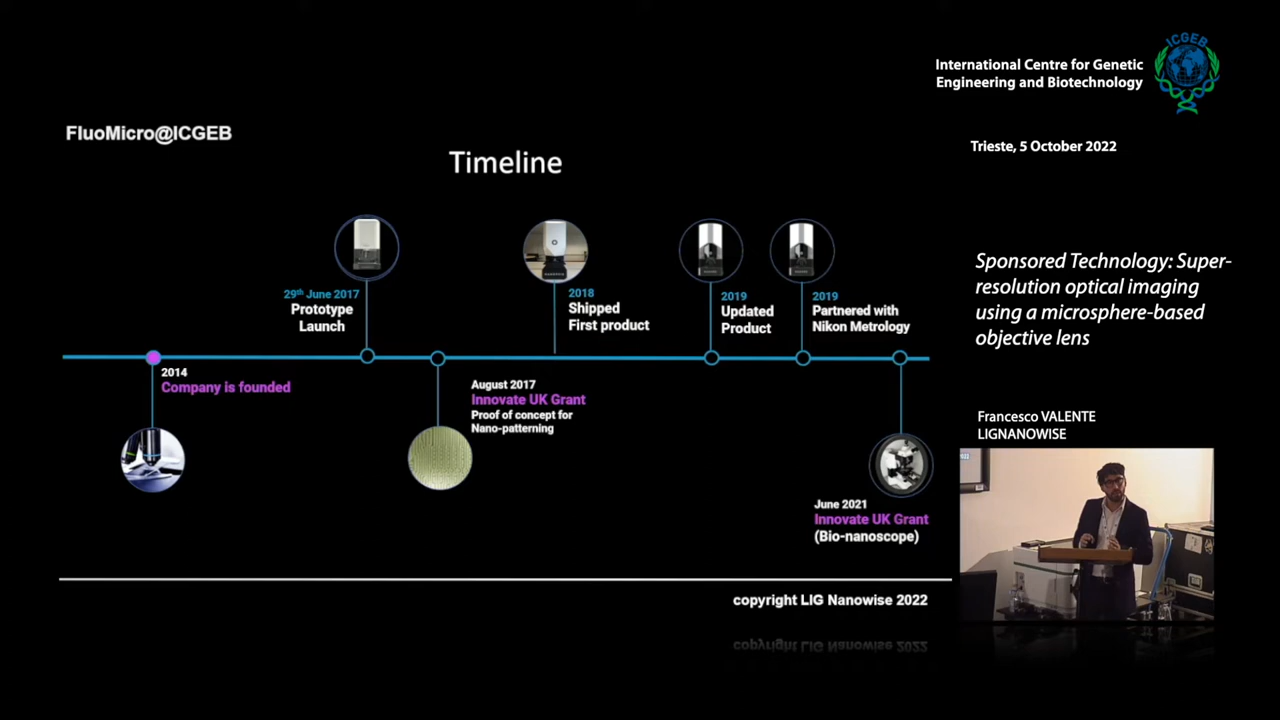 ICGEB
International Centre for Genetic
Engineering and Biotechnology
FluoMicro@ICGEB
Trieste, 5 October 2022
Timeline
29th June 2017
Prototype
Launch
2018
Shipped
First product
2019
Updated
Product
2019
Partnered with
Nikon Metrology
2014
Company is founded
August 2017
Innovate UK Grant
Proof of concept for
Nano-patterning
June 2021
Innovate UK Grant
(Bio-nanoscope)
copyright LIG Nanowise 2022
Sponsored Technology: Super-
resolution optical imaging
using a microsphere-based
objective lens
Francesco VALENTE
LIGNANOWISE